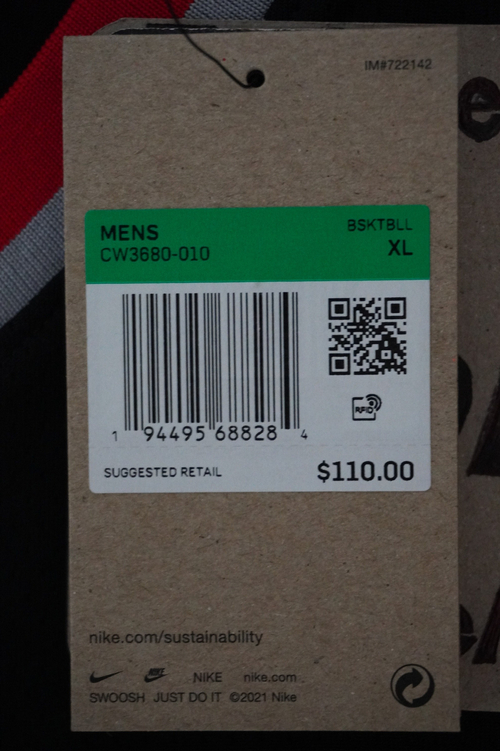 IM#722142
MENS
BSKTBLL
CW3680-010
XL
RFID
1 94495 68828 4
SUGGESTED RETAIL
$110.00
nike.com/sustainability
NIKE nike.com
SWOOSH JUST DO IT ©2021 Nike